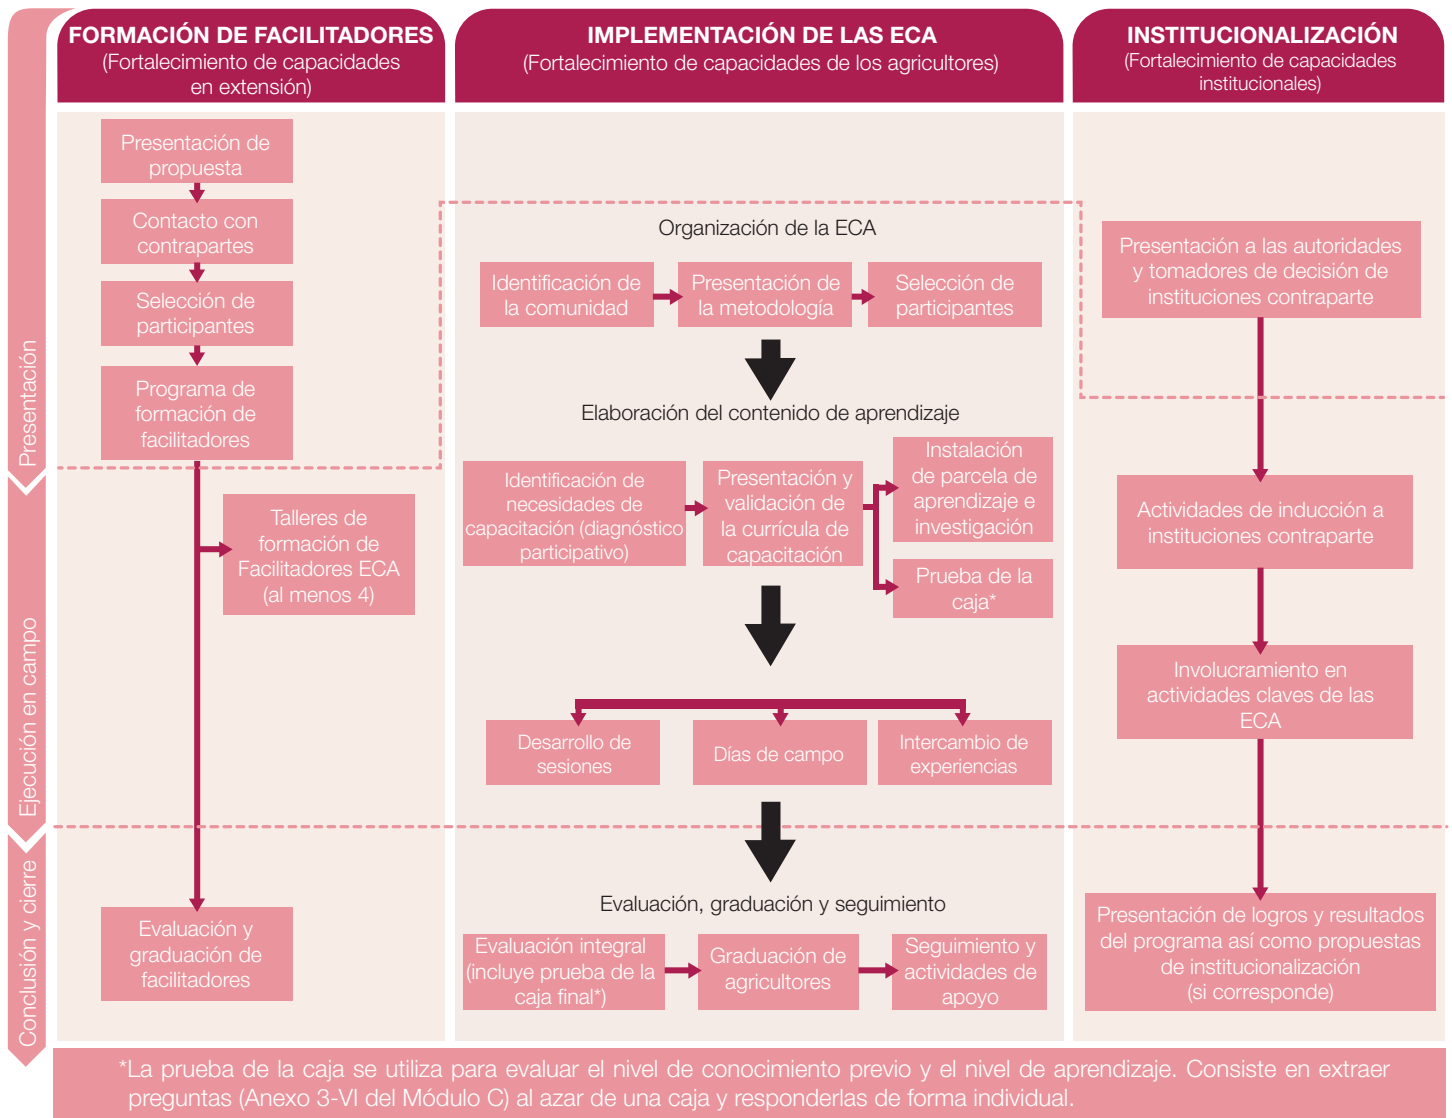 FORMACIÓN DE FACILITADORES
(Fortalecimiento de capacidades
en extensión)
IMPLEMENTACIÓN DE LAS ECA
(Fortalecimiento de capacidades de los agricultores)
INSTITUCIONALIZACIÓN
(Fortalecimiento de capacidades
institucionales)
Presentación
Ejecución en campo
Conclusión y cierre
Presentación de
propuesta
Contacto con
contrapartes
Selección de
participantes
Programa de
formación de
facilitadores
Talleres de
formación de
Facilitadores ECA
(al menos 4)
Evaluación y
graduación de
facilitadores
Organización de la ECA
Identificación de
la comunidad
Presentación de
la metodología
Selección de
participantes
Elaboración del contenido de aprendizaje
Identificación de
necesidades de
capacitación (diagnóstico
participativo)
Presentación y
validación de
la currícula de
capacitación
Instalación
de parcela de
aprendizaje e
investigación
Prueba de la
caja*
Desarrollo de
sesiones
Días de campo
Intercambio de
experiencias
Evaluación, graduación y seguimiento
Evaluación integral
(incluye prueba de la
caja final*)
Graduación de
agricultores
Seguimiento y
actividades de
apoyo
Presentación a las autoridades
y tomadores de decisión de
instituciones contraparte
Actividades de inducción a
instituciones contraparte
Involucramiento en
actividades claves de las
ECA
Presentación de logros y resultados
del programa así como propuestas
de institucionalización
(si corresponde)
*La prueba de la caja se utiliza para evaluar el nivel de conocimiento previo y el nivel de aprendizaje. Consiste en extraer
preguntas (Anexo 3-VI del Módulo C) al azar de una caja y responderlas de forma individual.